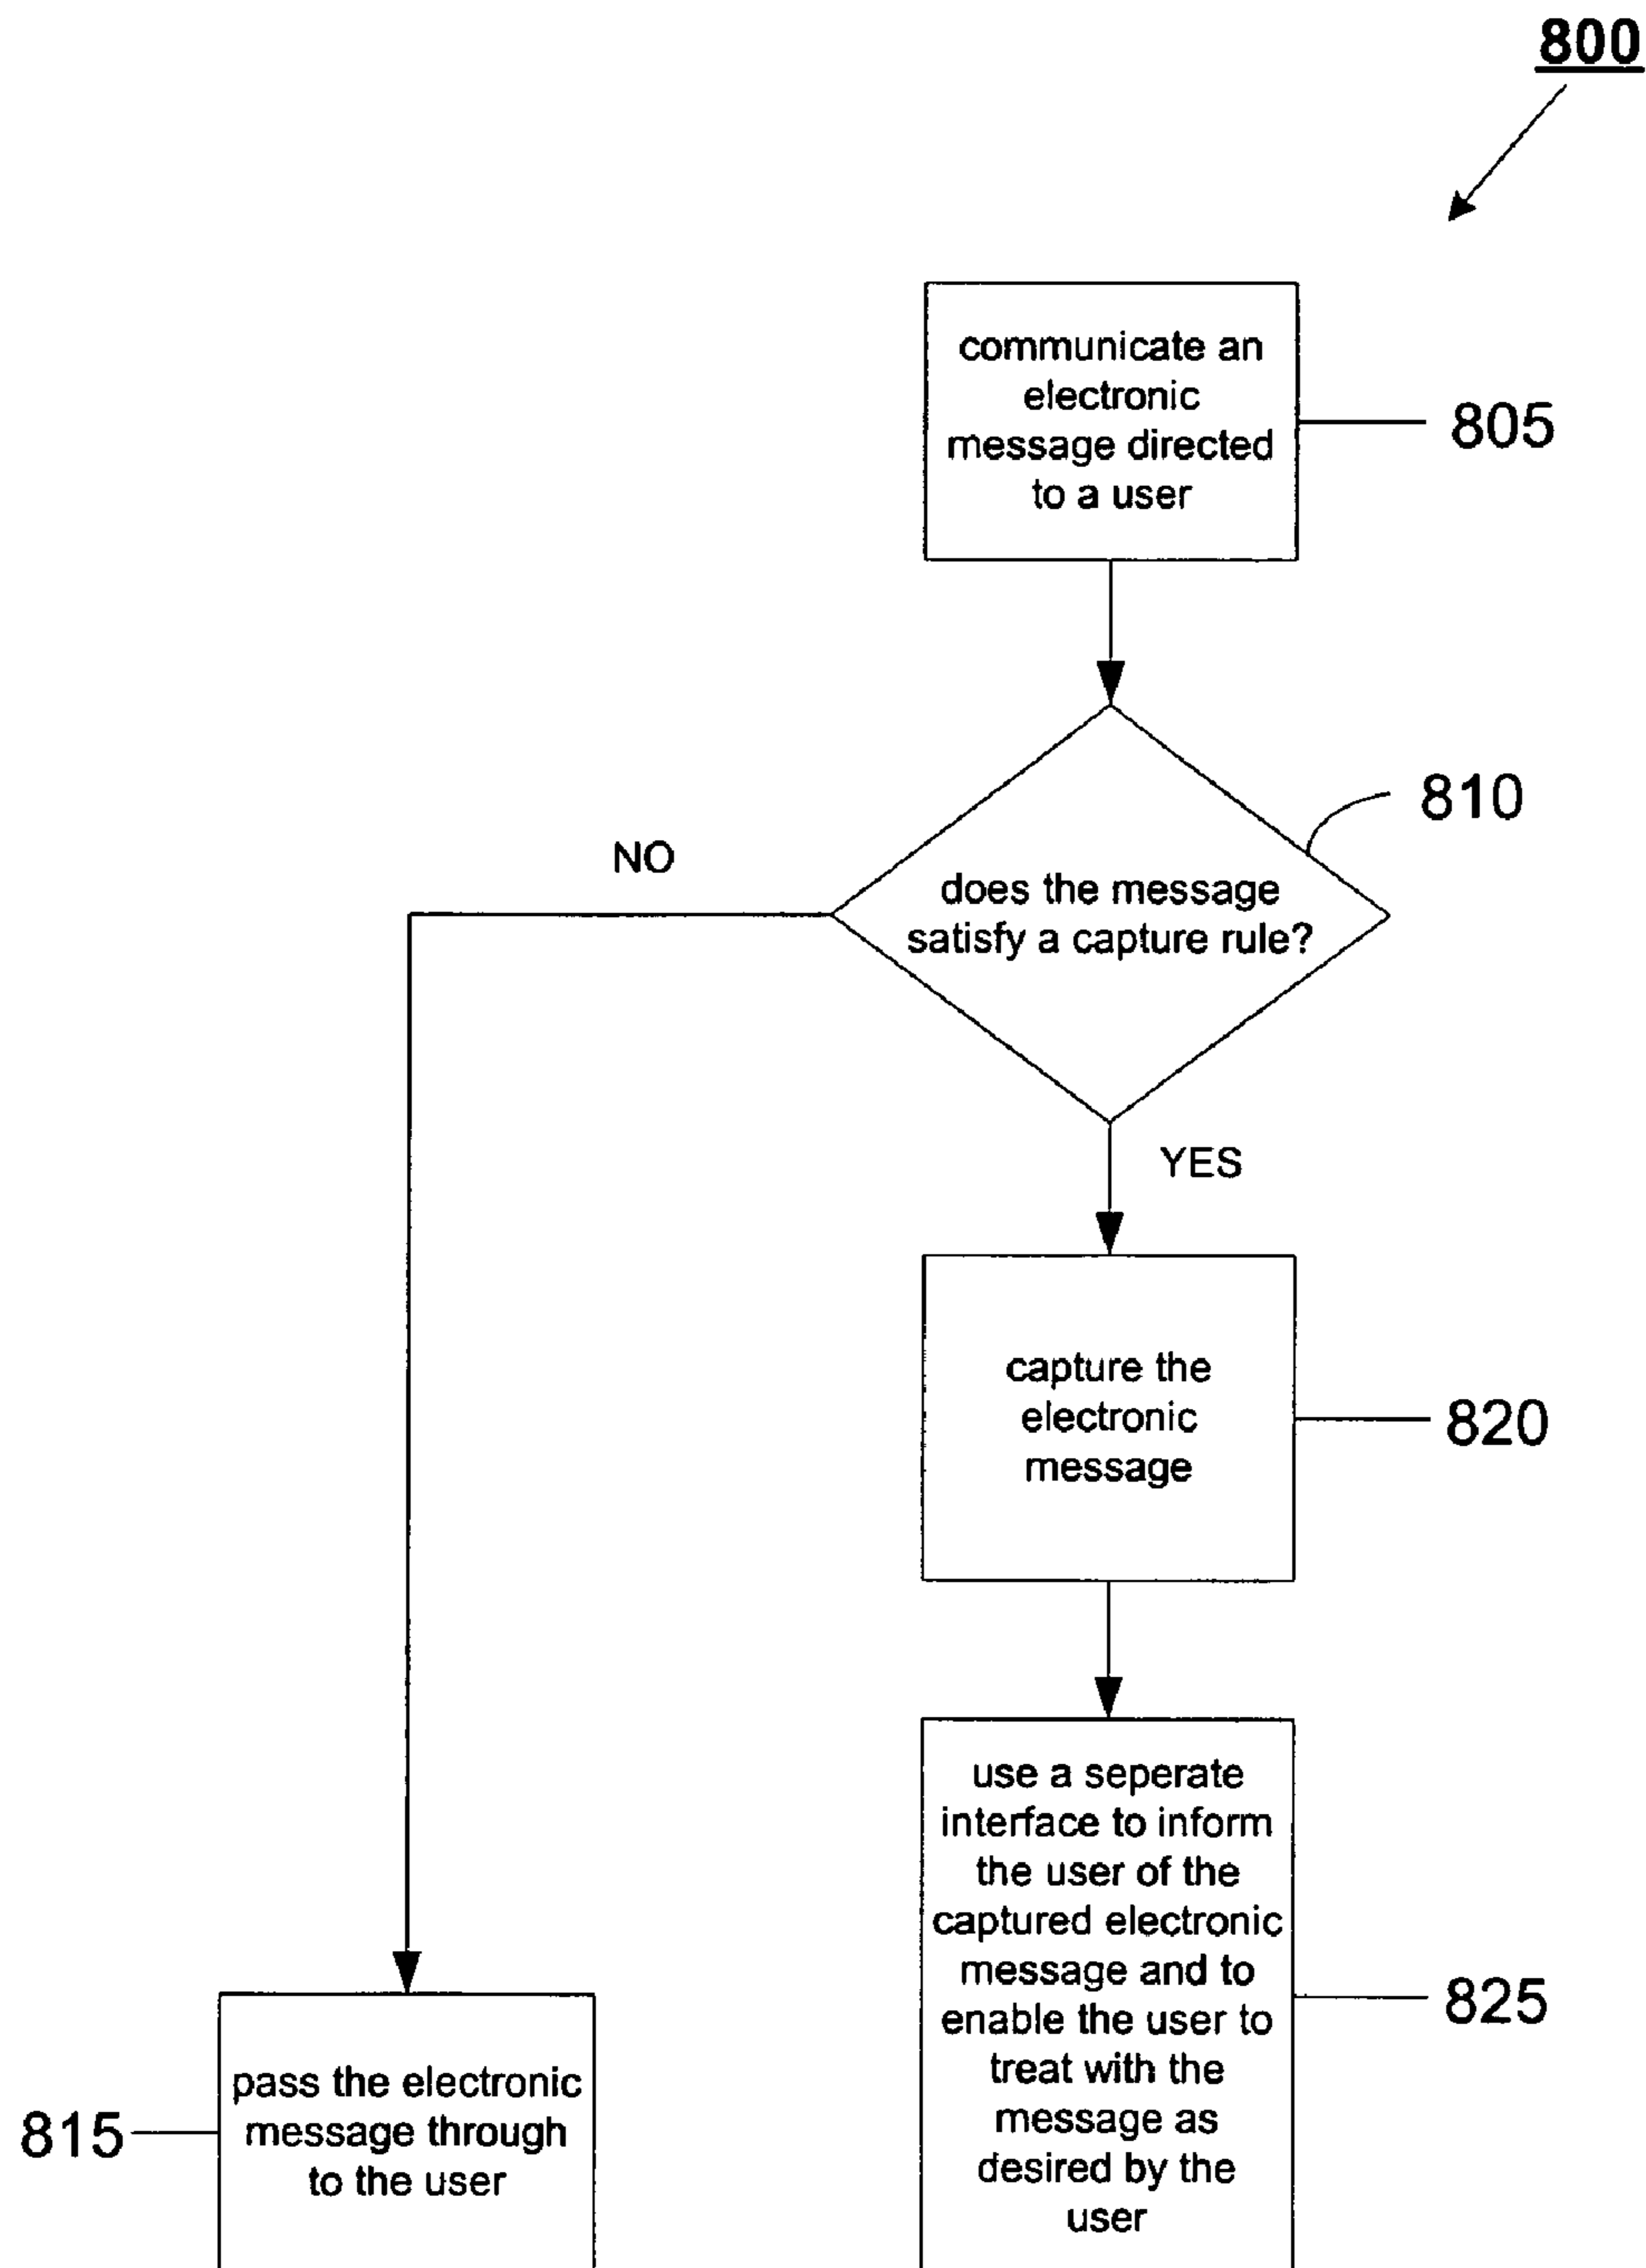 800
communicate an
electronic
message directed
to a user
805
810
NO
does the message
satisfy a capture rule?
YES
capture the
electronic
message
820
use a seperate
interface to inform
the user of the
captured electronic
message and to
enable the user to
treat with the
message as
desired by the
user
825
pass the electronic
message through
to the user
815